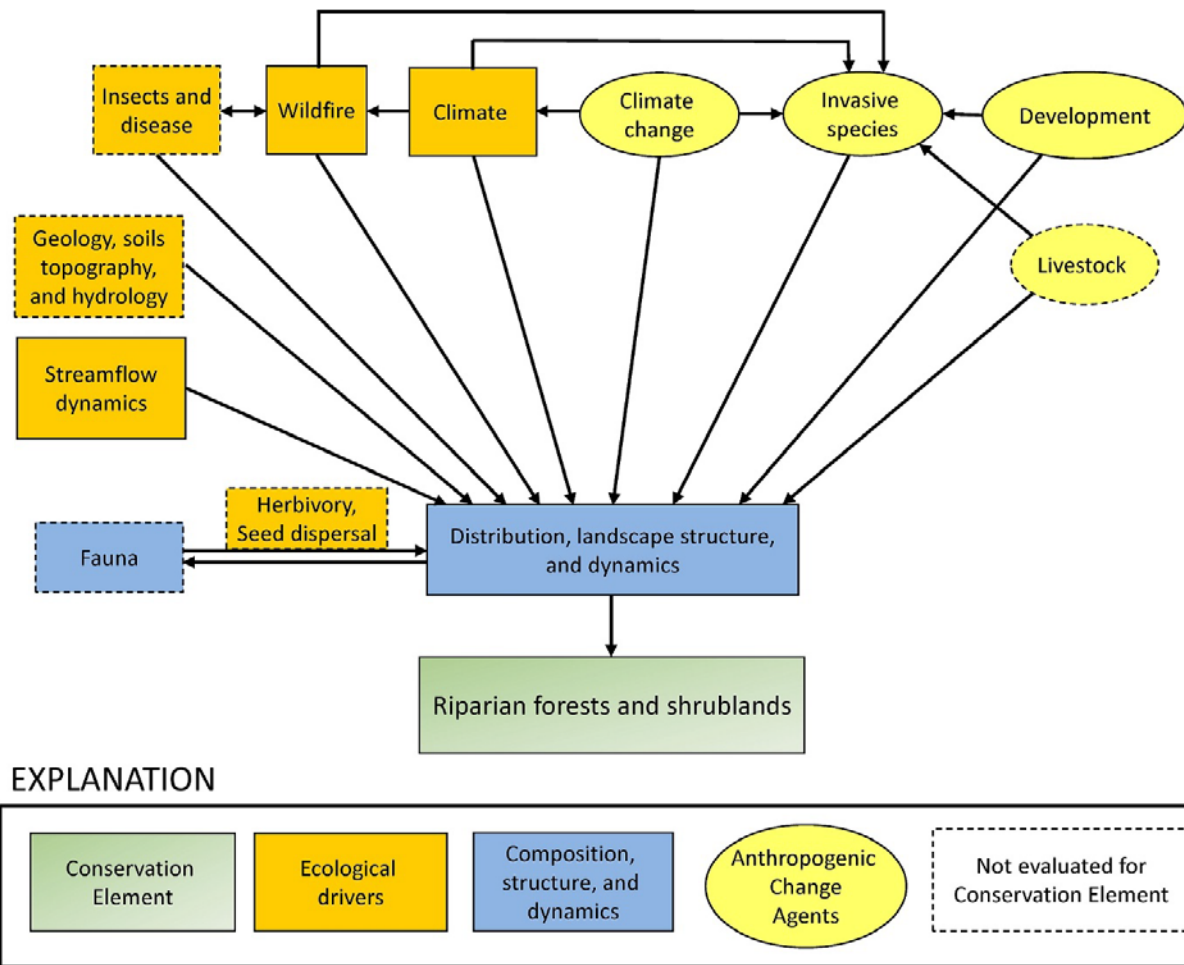 Insects and
disease
Wildfire
Climate
Climate
change
Invasive
species
Development
Geology, soils
topography,
and hydrology
Livestock
Streamflow
dynamics
Herbivory,
Seed dispersal
Fauna
Distribution, landscape structure,
and dynamics
Riparian forests and shrublands
EXPLANATION
Conservation
Element
Ecological
drivers
Composition,
structure, and
dynamics
Anthropogenic
Change
Agents
Not evaluated for
Conservation Element